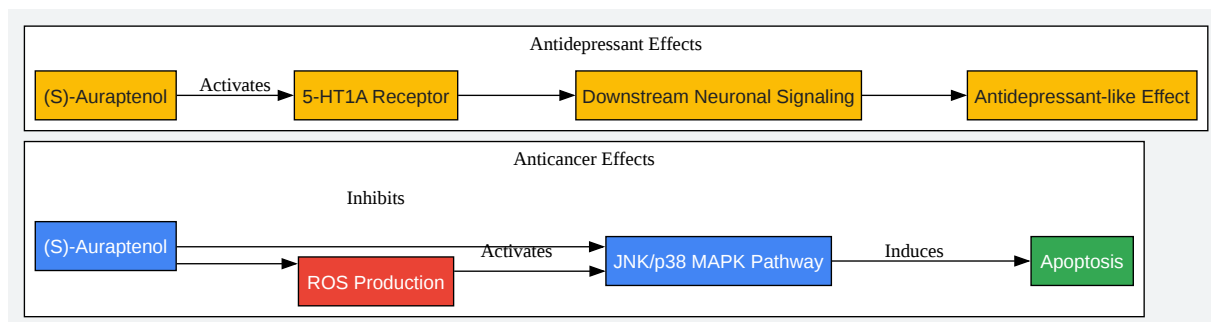 Antidepressant Effects
(S)-Auraptenol
Activates
5-HT1A Receptor
Downstream Neuronal Signaling
Antidepressant-like Effect
Anticancer Effects
Inhibits
(S)-Auraptenol
Activates
ROS Production
JNK/p38 MAPK Pathway
Induces
Apoptosis